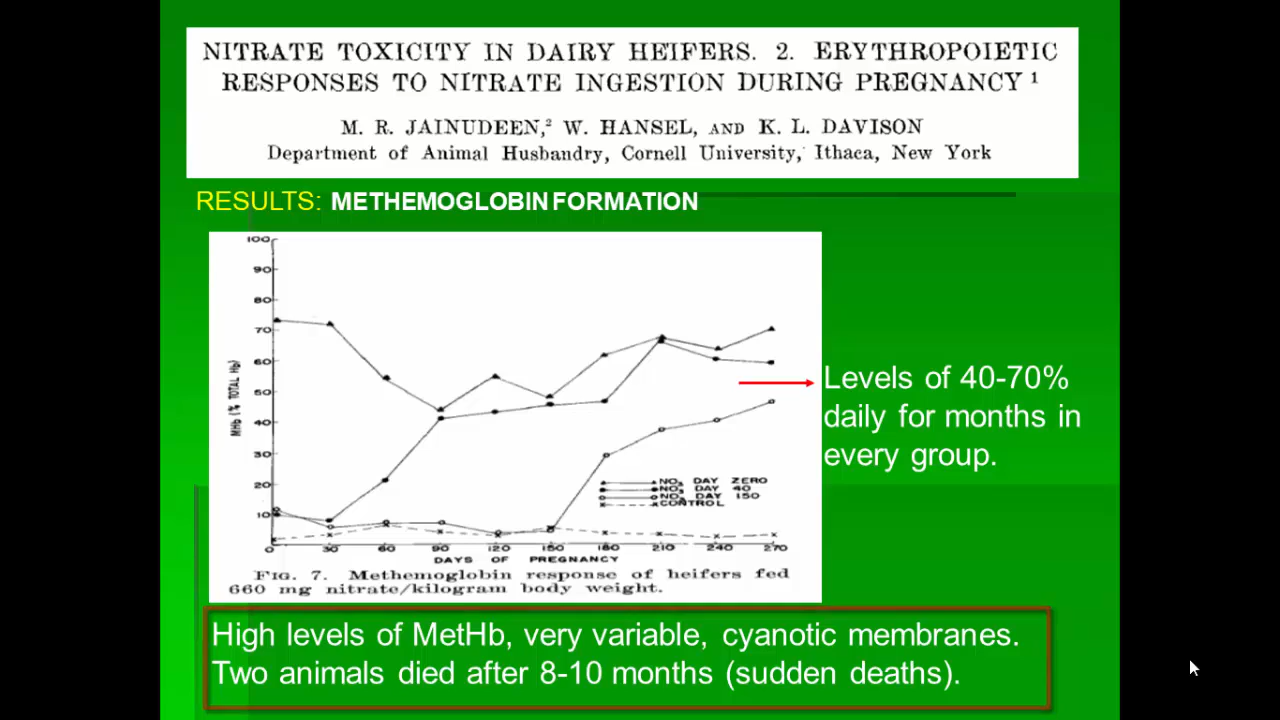 NITRATE TOXICITY IN DAIRY HEIFERS. 2. ERYTHROPOIETIC
RESPONSES TO NITRATE INGESTION DURING PREGNANCY 1
M. R. JAINUDEEN,2 W. HANSEL, AND K. L. DAVISON
Department of Animal Husbandry, Cornell University, Ithaca, New York
RESULTS: METHEMOGLOBIN FORMATION
100
90
80
70
60
50
40
30
20
10
MHb (% TOTAL Hb)
NO3 DAY ZERO
NO3 DAY 40
NO3 DAY 150
CONTROL
0 30 60 90 120 150 180 210 240 270
DAYS OF PREGNANCY
FIG. 7. Methemoglobin response of heifers fed
660 mg nitrate/kilogram body weight.
Levels of 40-70%
daily for months in
every group.
High levels of MetHb, very variable, cyanotic membranes.
Two animals died after 8-10 months (sudden deaths).